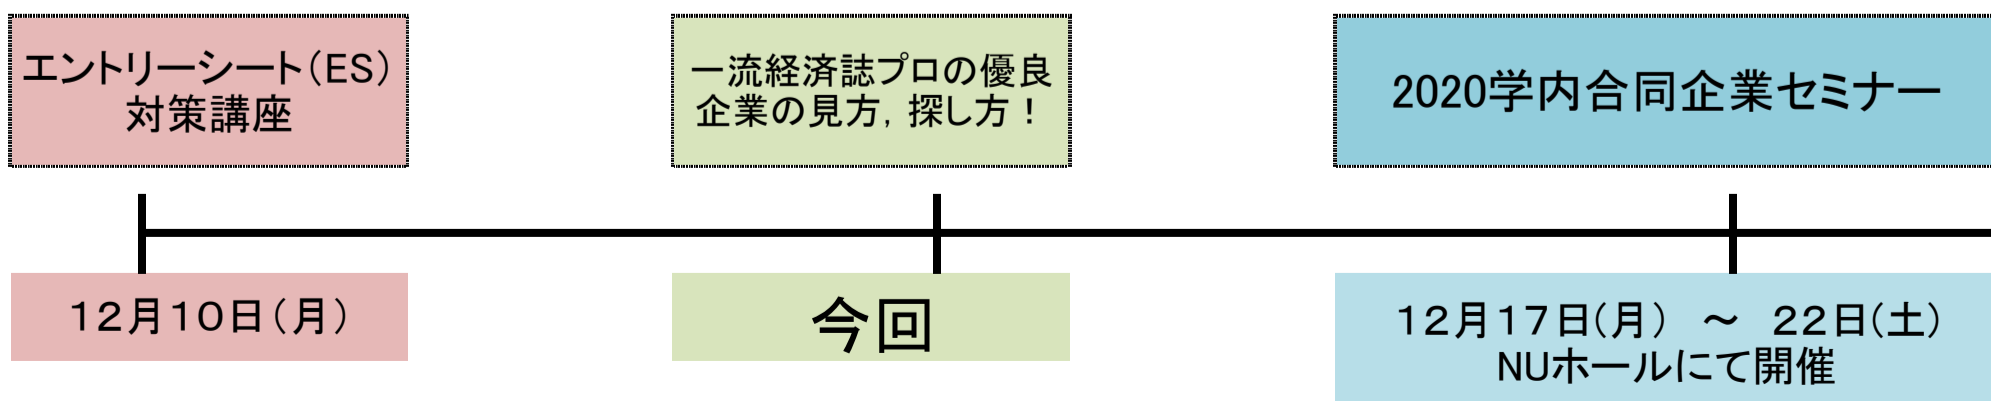 エントリーシート（ES）
対策講座
一流経済誌プロの優良
企業の見方，探し方！
2020学内合同企業セミナー
１２月１０日（月）
今回
１２月１７日(月)　～　２２日(土)
NUホールにて開催